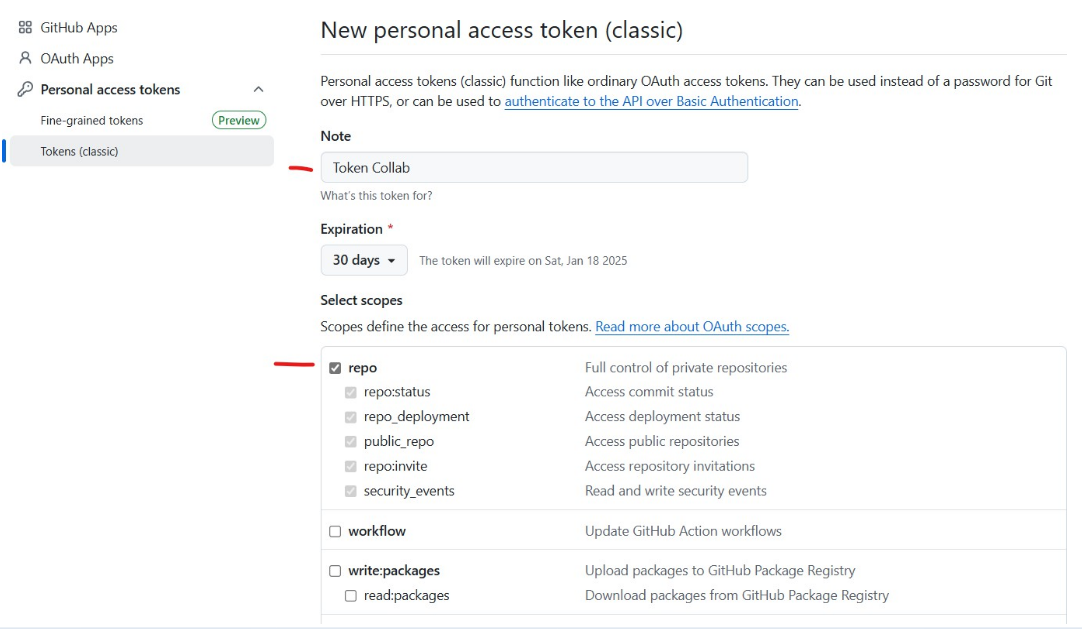 GitHub Apps
OAuth Apps
Personal access tokens
Fine-grained tokens Preview
Tokens (classic)
New personal access token (classic)
Personal access tokens (classic) function like ordinary OAuth access tokens. They can be used instead of a password for Git
over HTTPS, or can be used to authenticate to the API over Basic Authentication.
Note
Token Collab
What's this token for?
Expiration *
30 days The token will expire on Sat, Jan 18 2025
Select scopes
Scopes define the access for personal tokens. Read more about OAuth scopes.
repo Full control of private repositories
repo:status Access commit status
repo_deployment Access deployment status
public_repo Access public repositories
repo:invite Access repository invitations
security_events Read and write security events
workflow Update GitHub Action workflows
write:packages Upload packages to GitHub Package Registry
read:packages Download packages from GitHub Package Registry